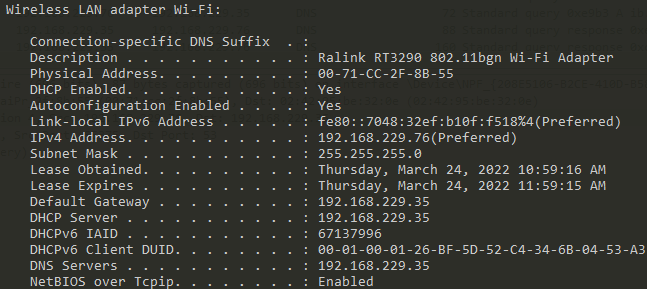 Wireless LAN adapter Wi-Fi:
Connection-specific DNS Suffix . :
Description . . . . . . . . . . . : Ralink RT3290 802.11bgn Wi-Fi Adapter
Physical Address. . . . . . . . . : 00-71-CC-2F-8B-55
DHCP Enabled. . . . . . . . . . . : Yes
Autoconfiguration Enabled . . . . : Yes
Link-local IPv6 Address . . . . . : fe80::7048:32ef:b10f:f518%4(Preferred)
IPv4 Address. . . . . . . . . . . : 192.168.229.76(Preferred)
Subnet Mask . . . . . . . . . . . : 255.255.255.0
Lease Obtained. . . . . . . . . . : Thursday, March 24, 2022 10:59:16 AM
Lease Expires . . . . . . . . . . : Thursday, March 24, 2022 11:59:15 AM
Default Gateway . . . . . . . . . : 192.168.229.35
DHCP Server . . . . . . . . . . . : 192.168.229.35
DHCPv6 IAID . . . . . . . . . . . : 67137996
DHCPv6 Client DUID. . . . . . . . : 00-01-00-01-26-BF-5D-52-C4-34-6B-04-53-A3
DNS Servers . . . . . . . . . . . : 192.168.229.35
NetBIOS over Tcpip. . . . . . . . : Enabled